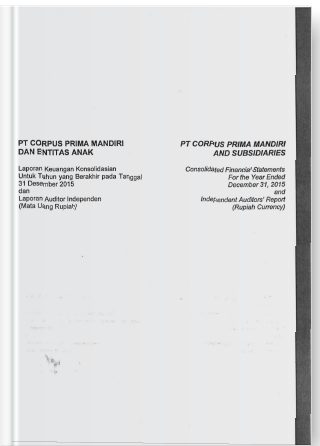 PT CORPUS PRIMA MANDIRI
DAN ENTITAS ANAK
Laporan Keuangan Konsolidasian
Untuk Tahun yang Berakhir pada Tanggal
31 Desember 2015
dan
Laporan Auditor Independen
(Mata Uang Rupiah)
PT CORPUS PRIMA MANDIRI
AND SUBSIDIARIES
Consolidated Financial Statements
For the Year Ended
December 31, 2015
and
Independent Auditors' Report
(Rupiah Currency)